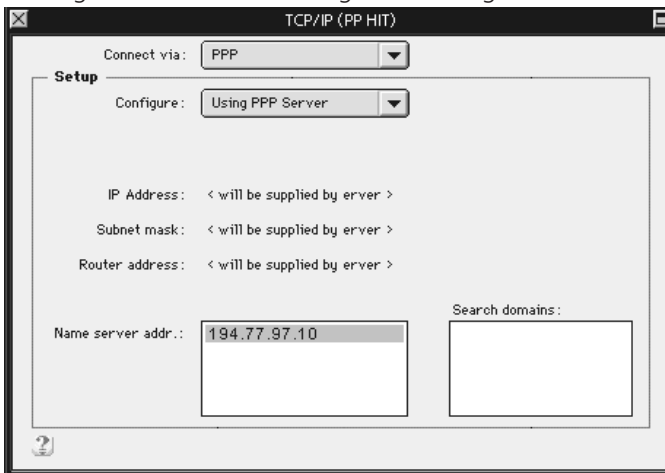 TCP/IP (PP HIT)
Connect via: PPP
Setup
Configure: Using PPP Server
IP Address: < will be supplied by erver >
Subnet mask: < will be supplied by erver >
Router address: < will be supplied by erver >
Search domains:
Name server addr.: 194.77.97.10